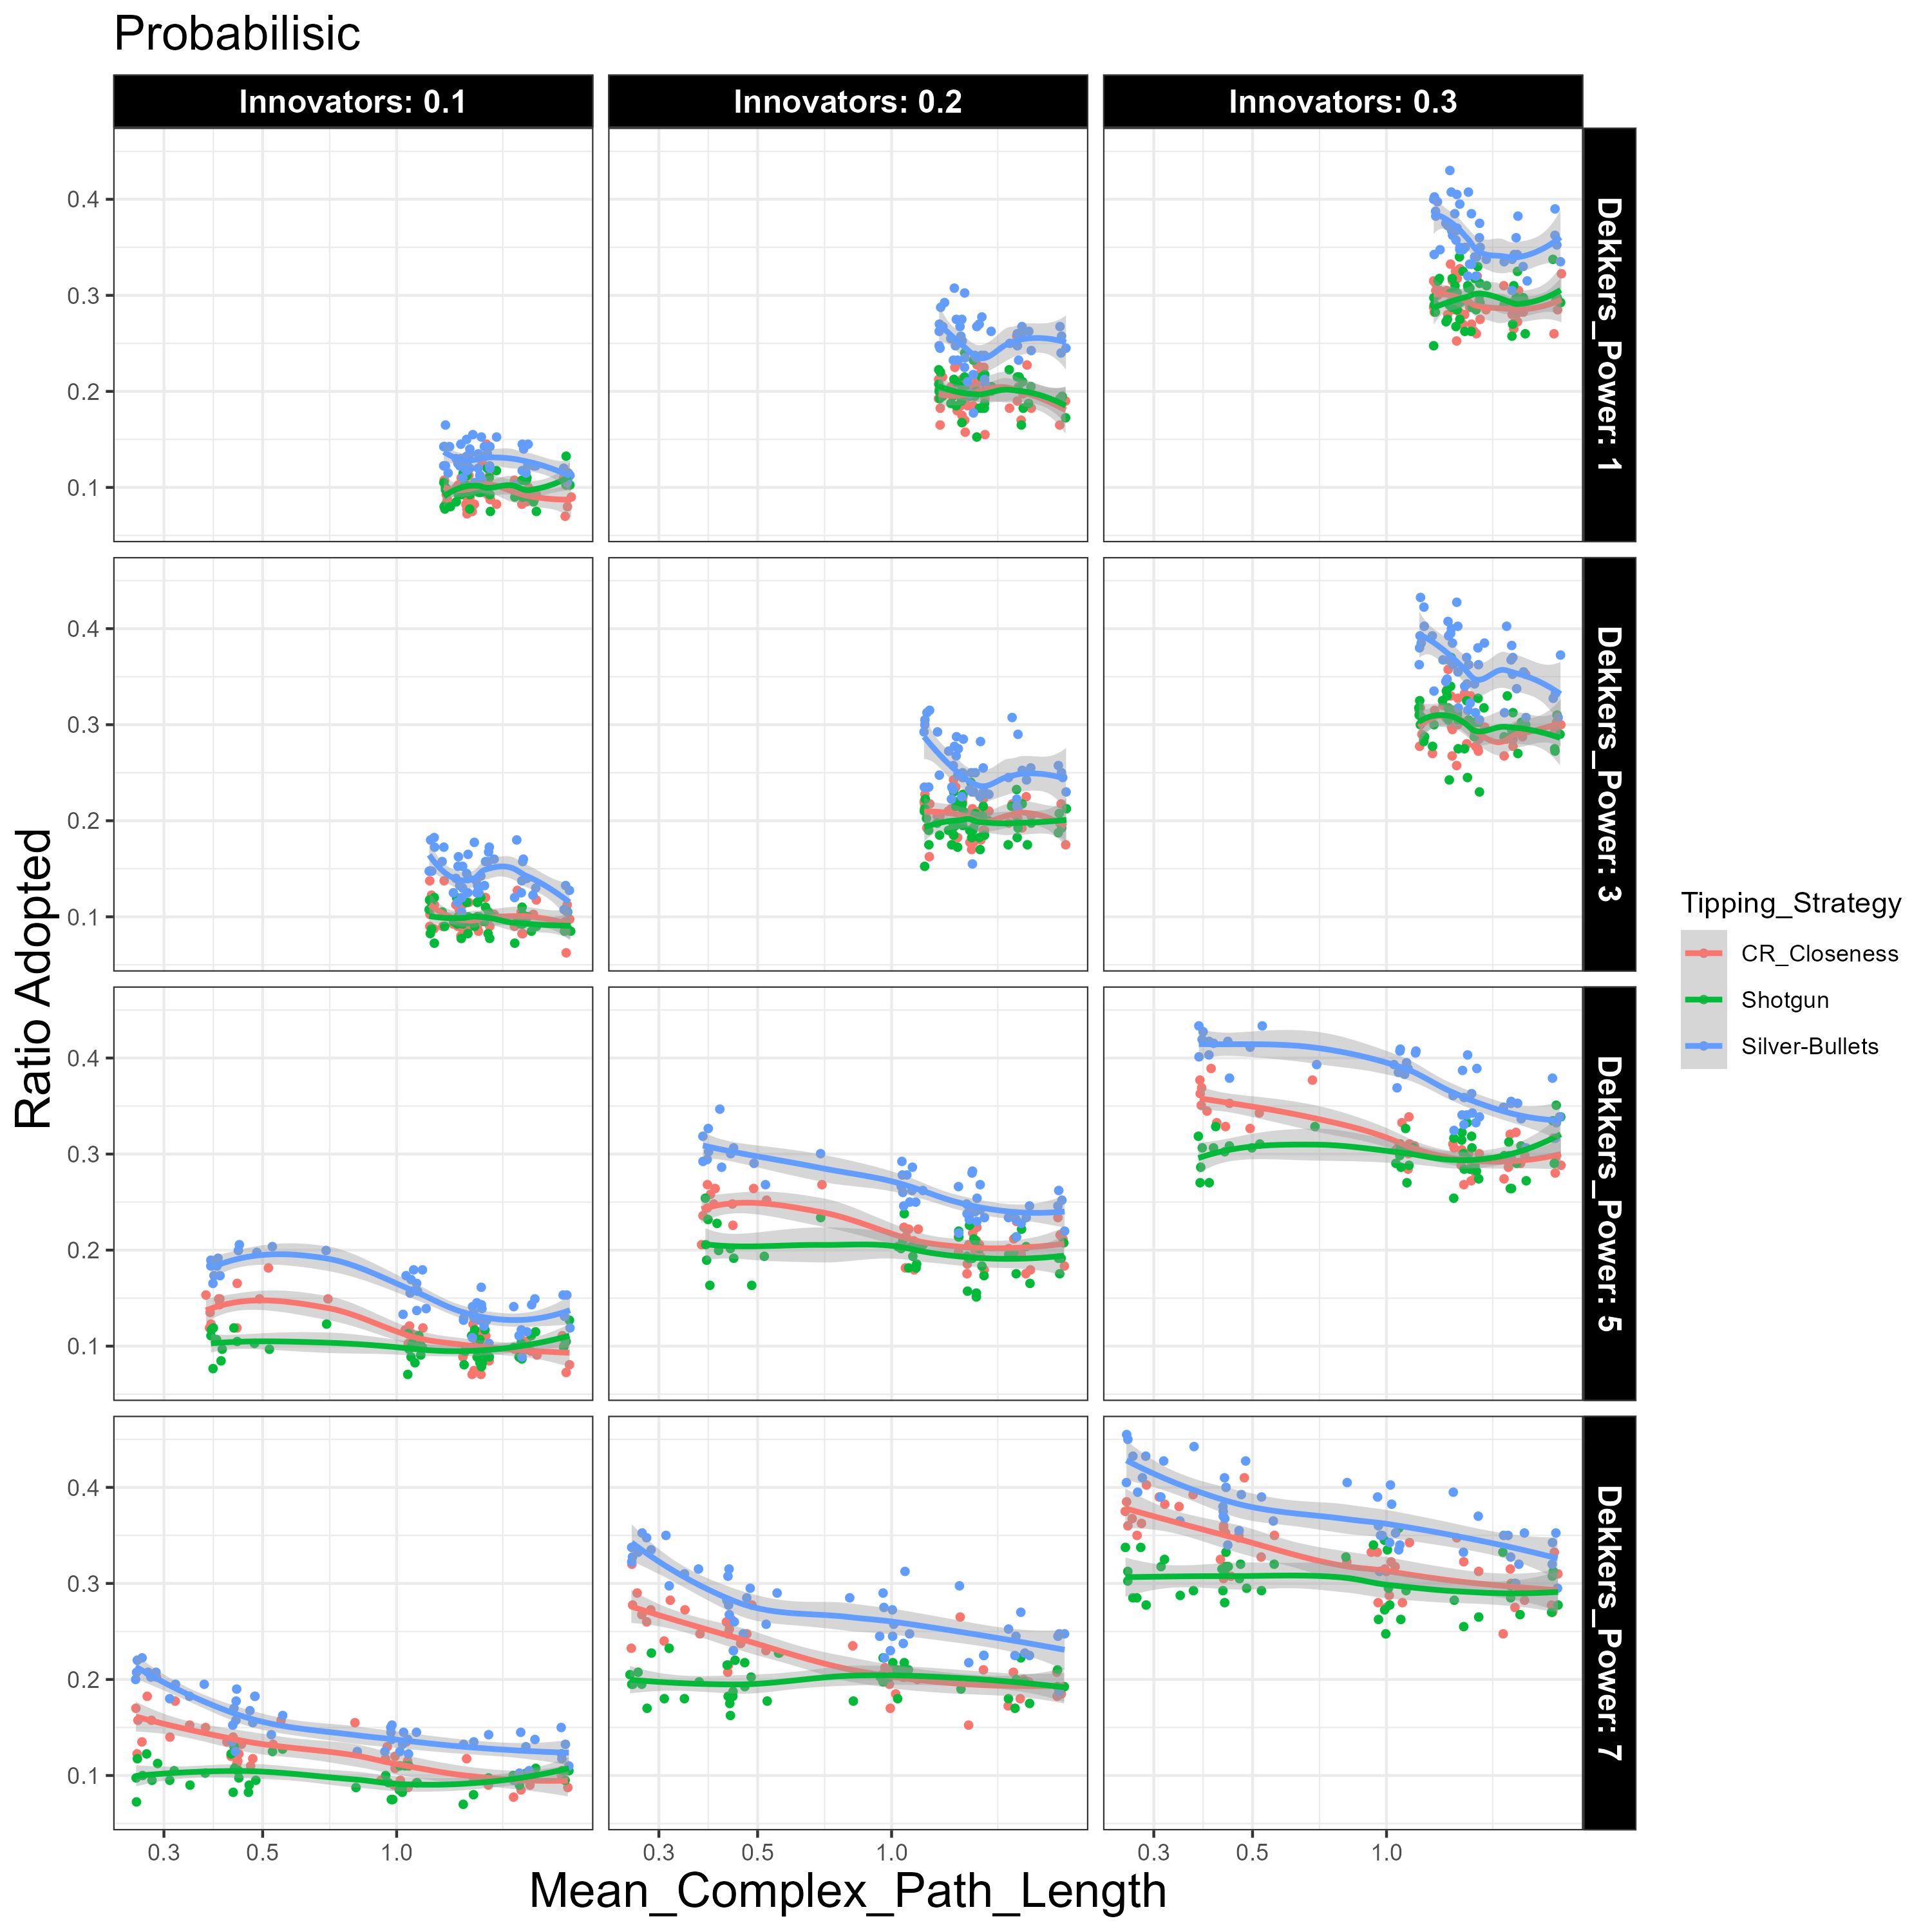 Probabilisic
Innovators: 0.1
Innovators: 0.2
Innovators: 0.3
0.4
0.3
0.2
0.1
Dekkers_Power: 1
0.4
0.3
0.2
0.1
Dekkers_Power: 3
0.4
0.3
0.2
0.1
Dekkers_Power: 5
0.4
0.3
0.2
0.1
Dekkers_Power: 7
0.3 0.5 1.0
0.3 0.5 1.0
0.3 0.5 1.0
Mean_Complex_Path_Length
Ratio Adopted
Tipping_Strategy
CR_Closeness
Shotgun
Silver-Bullets